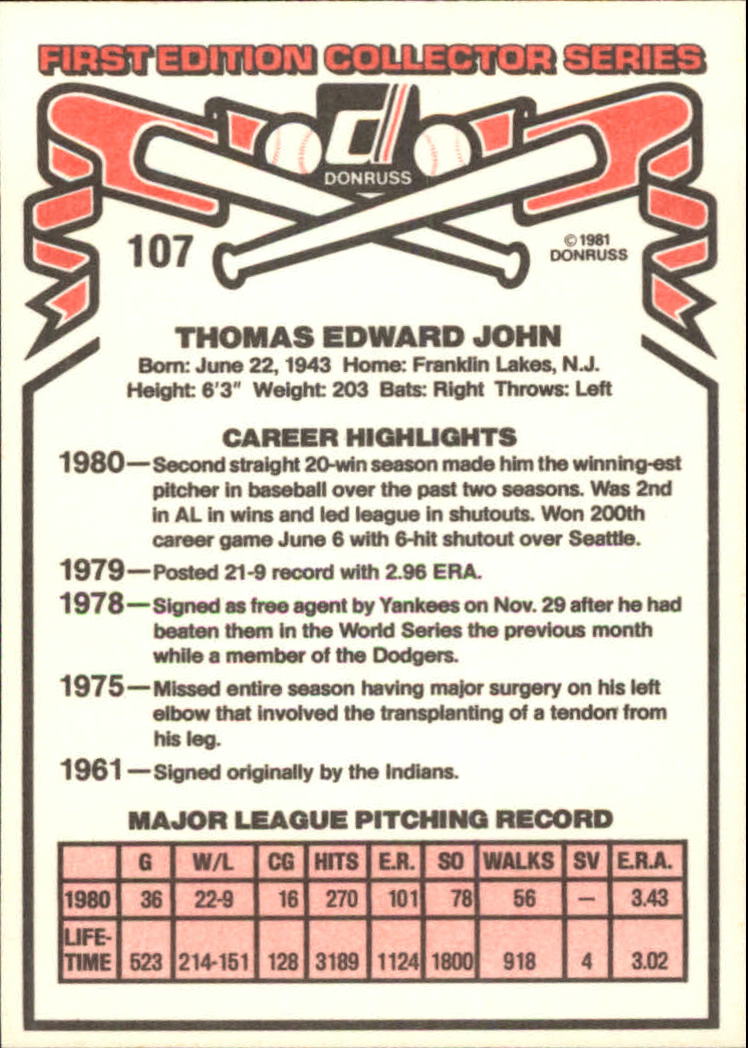 FIRST EDITION COLLECTOR SERIES
d
DONRUSS
107
© 1981
DONRUSS
THOMAS EDWARD JOHN
Born: June 22, 1943 Home: Franklin Lakes, N.J.
Height: 6'3" Weight: 203 Bats: Right Throws: Left
CAREER HIGHLIGHTS
1980—Second straight 20-win season made him the winning-est
pitcher in baseball over the past two seasons. Was 2nd
in AL in wins and led league in shutouts. Won 200th
career game June 6 with 6-hit shutout over Seattle.
1979—Posted 21-9 record with 2.96 ERA.
1978—Signed as free agent by Yankees on Nov. 29 after he had
beaten them in the World Series the previous month
while a member of the Dodgers.
1975—Missed entire season having major surgery on his left
elbow that involved the transplanting of a tendon from
his leg.
1961—Signed originally by the Indians.
MAJOR LEAGUE PITCHING RECORD
G W/L CG HITS E.R. SO WALKS SV E.R.A.
1980 36 22-9 16 270 101 78 56 — 3.43
LIFE-
TIME 523 214-151 128 3189 1124 1800 918 4 3.02